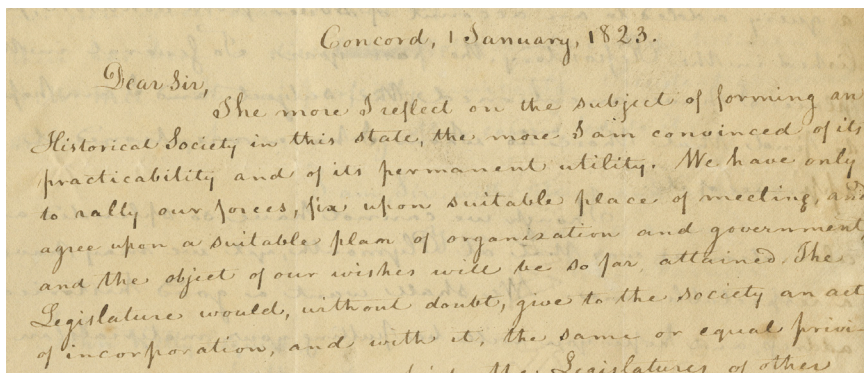 Concord, 1 January, 1823.
Dear Sir,
The more I reflect on the subject of forming an
Historical Society in this state, the more I am convinced of its
practicability and of its permanent utility. We have only
to rally our forces, fix upon suitable place of meeting, and
agree upon a suitable plan of organization and government,
and the object of our wishes will be so far attained. The
Legislature would, without doubt, give to the society an act
of incorporation, and with it, the same or equal privi-
the Legislatures of other